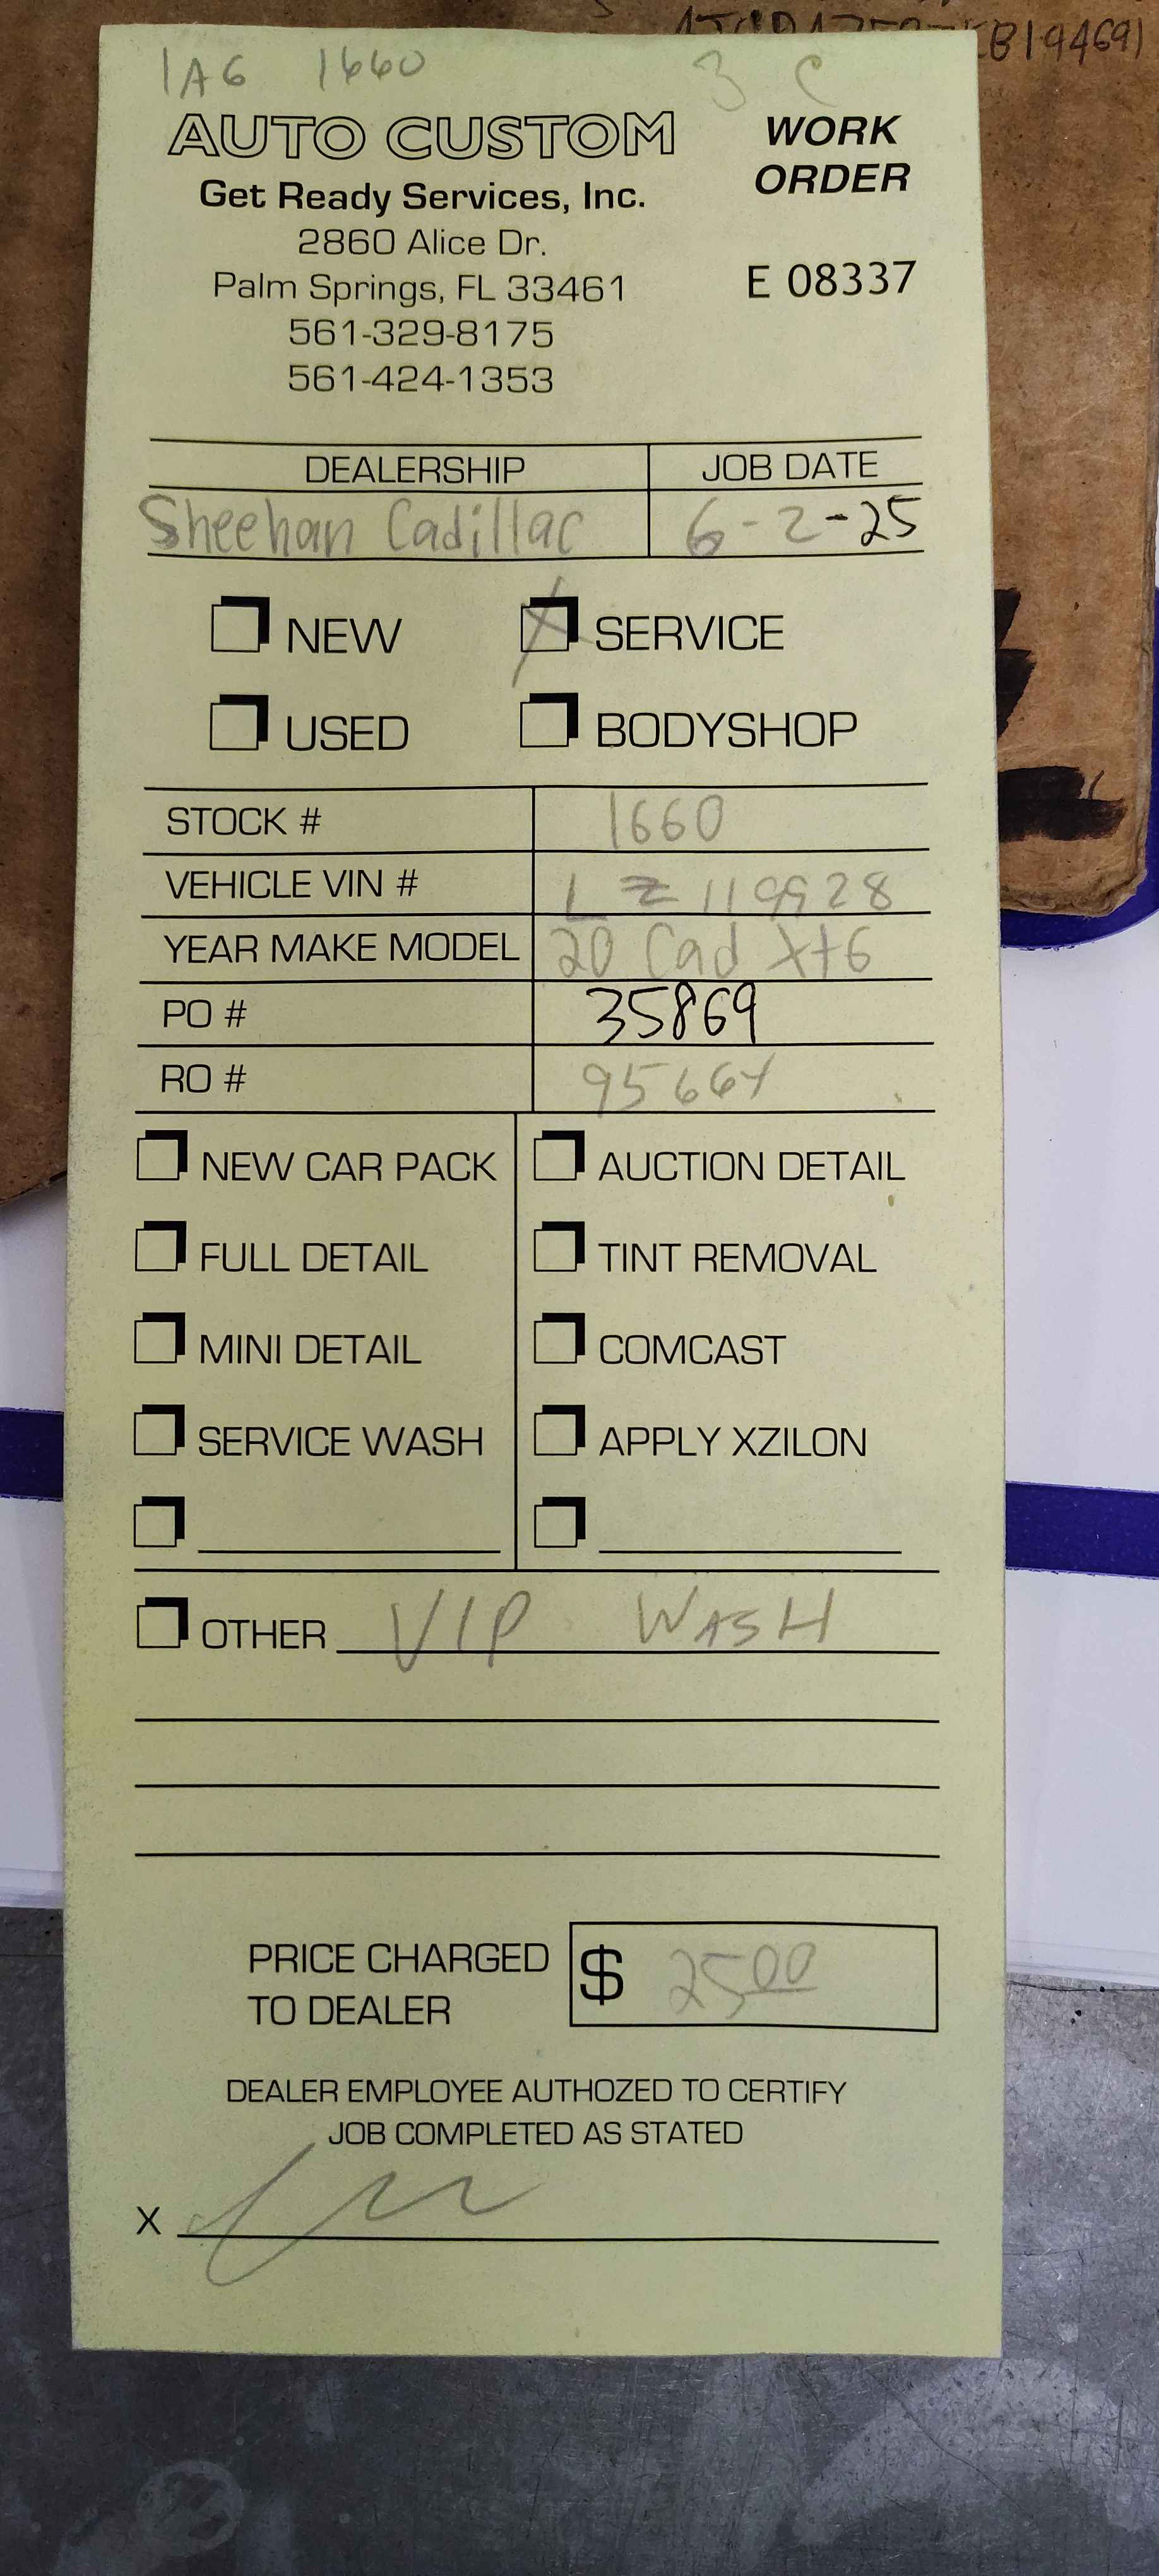 B19469)
1A6 1660 3 C
AUTO CUSTOM
WORK
ORDER
Get Ready Services, Inc.
2860 Alice Dr.
Palm Springs, FL 33461
E 08337
561-329-8175
561-424-1353
DEALERSHIP JOB DATE
Sheehan Cadillac 6-2-25
NEW SERVICE
USED BODYSHOP
STOCK # 1660
VEHICLE VIN # LZ119928
YEAR MAKE MODEL 20 Cad Xt6
PO # 35869
RO # 95664
NEW CAR PACK AUCTION DETAIL
FULL DETAIL TINT REMOVAL
MINI DETAIL COMCAST
SERVICE WASH APPLY XZILON
OTHER VIP WASH
PRICE CHARGED
TO DEALER
$ 25 00
DEALER EMPLOYEE AUTHOZED TO CERTIFY
JOB COMPLETED AS STATED
X